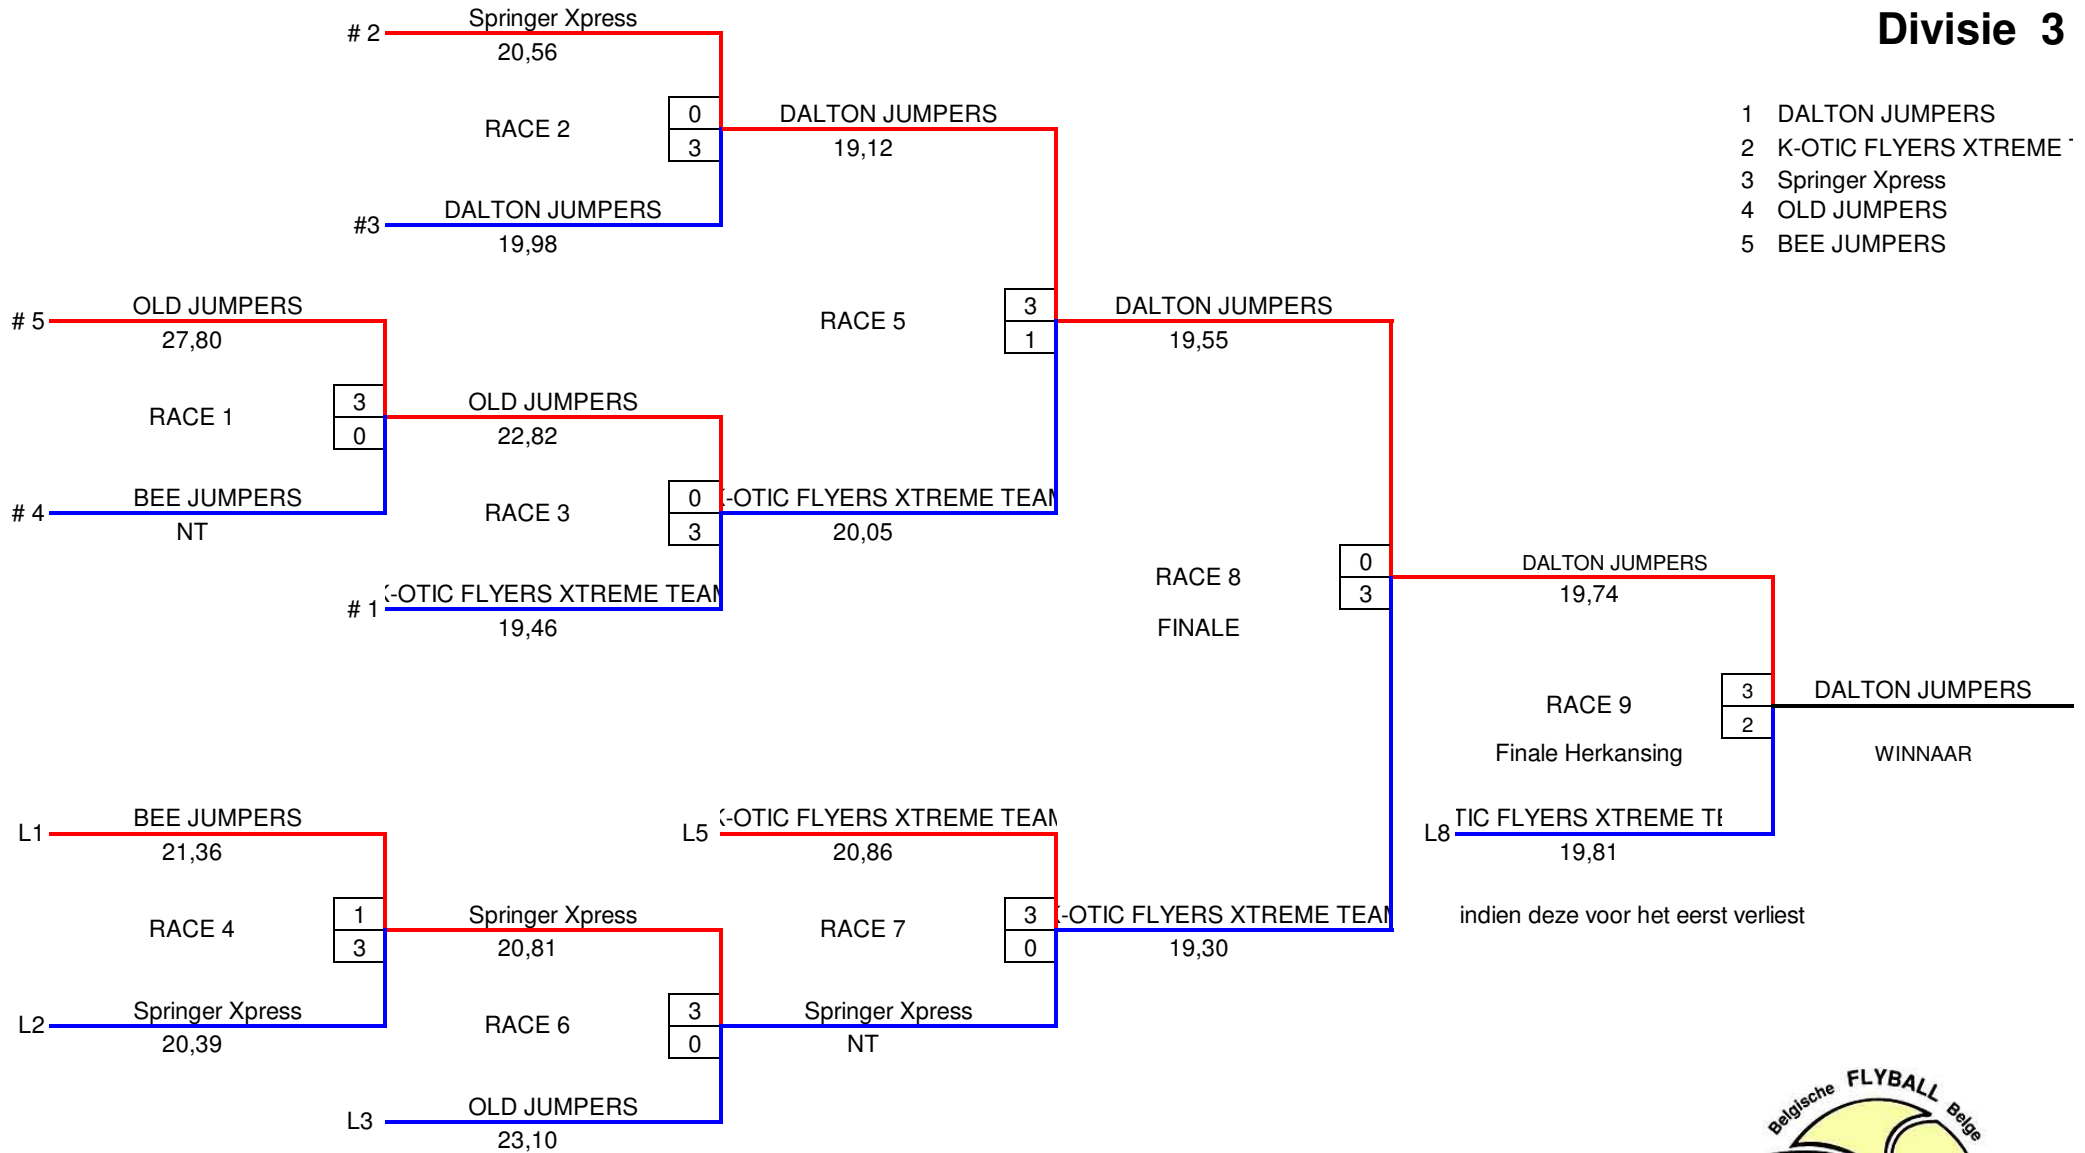 Divisie 3
1 DALTON JUMPERS
2 K-OTIC FLYERS XTREME
3 Springer Xpress
4 OLD JUMPERS
5 BEE JUMPERS
# 2 Springer Xpress
20,56
RACE 2
0
3
DALTON JUMPERS
19,12
#3 DALTON JUMPERS
19,98
# 5 OLD JUMPERS
27,80
RACE 1
3
0
OLD JUMPERS
22,82
# 4 BEE JUMPERS
NT
RACE 3
0
3
K-OTIC FLYERS XTREME TEAM
20,05
# 1 K-OTIC FLYERS XTREME TEAM
19,46
RACE 5
3
1
DALTON JUMPERS
19,55
RACE 8
0
3
FINALE
DALTON JUMPERS
19,74
RACE 9
3
2
Finale Herkansing
DALTON JUMPERS
WINNAAR
L8 TIC FLYERS XTREME TE
19,81
indien deze voor het eerst verliest
L1 BEE JUMPERS
21,36
RACE 4
1
3
Springer Xpress
20,81
L2 Springer Xpress
20,39
RACE 6
3
0
Springer Xpress
NT
L3 OLD JUMPERS
23,10
L5 K-OTIC FLYERS XTREME TEAM
20,86
RACE 7
3
0
K-OTIC FLYERS XTREME TEAM
19,30
Belgische FLYBALL Belge